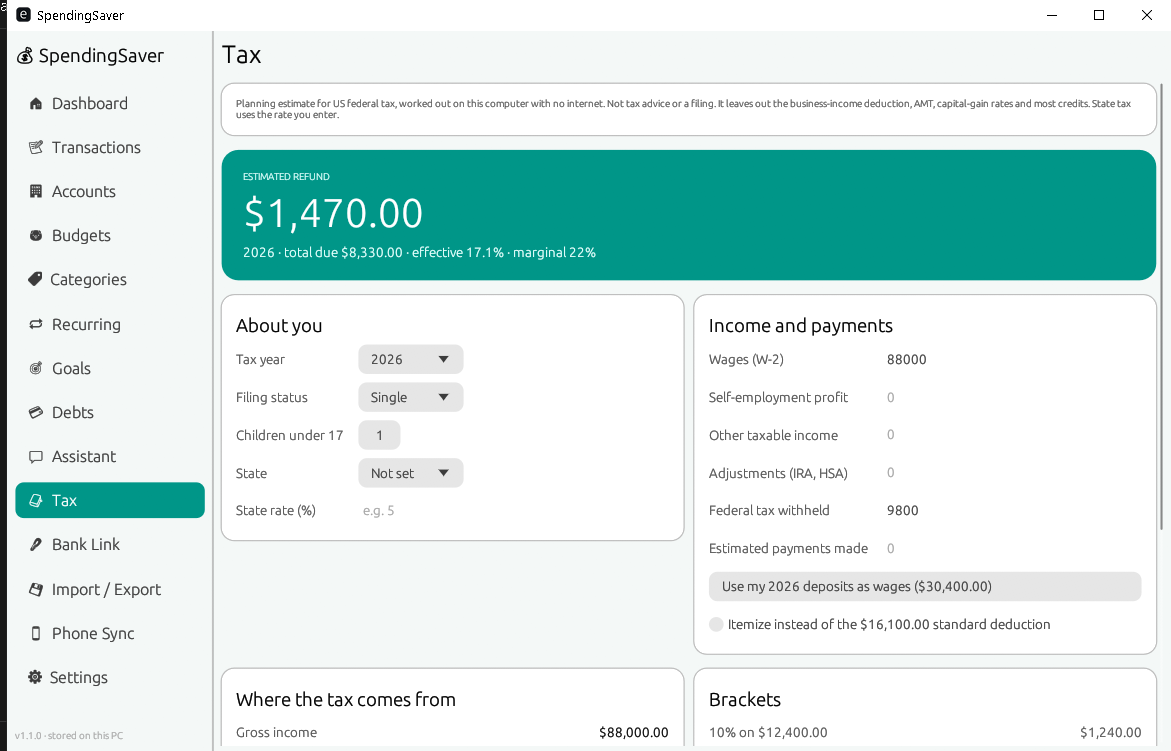 SpendingSaver
SpendingSaver
Dashboard
Transactions
Accounts
Budgets
Categories
Recurring
Goals
Debts
Assistant
Tax
Bank Link
Import / Export
Phone Sync
Settings
v1.1.0 · stored on this PC
Tax
Planning estimate for US federal tax, worked out on this computer with no internet. Not tax advice or a filing. It leaves out the business-income deduction, AMT, capital-gain rates and most credits. State tax
uses the rate you enter.
ESTIMATED REFUND
$1,470.00
2026 · total due $8,330.00 · effective 17.1% · marginal 22%
About you
Tax year 2026
Filing status Single
Children under 17 1
State Not set
State rate (%) e.g. 5
Income and payments
Wages (W-2) 88000
Self-employment profit 0
Other taxable income 0
Adjustments (IRA, HSA) 0
Federal tax withheld 9800
Estimated payments made 0
Use my 2026 deposits as wages ($30,400.00)
Itemize instead of the $16,100.00 standard deduction
Where the tax comes from
Gross income $88,000.00
Brackets
10% on $12,400.00 $1,240.00